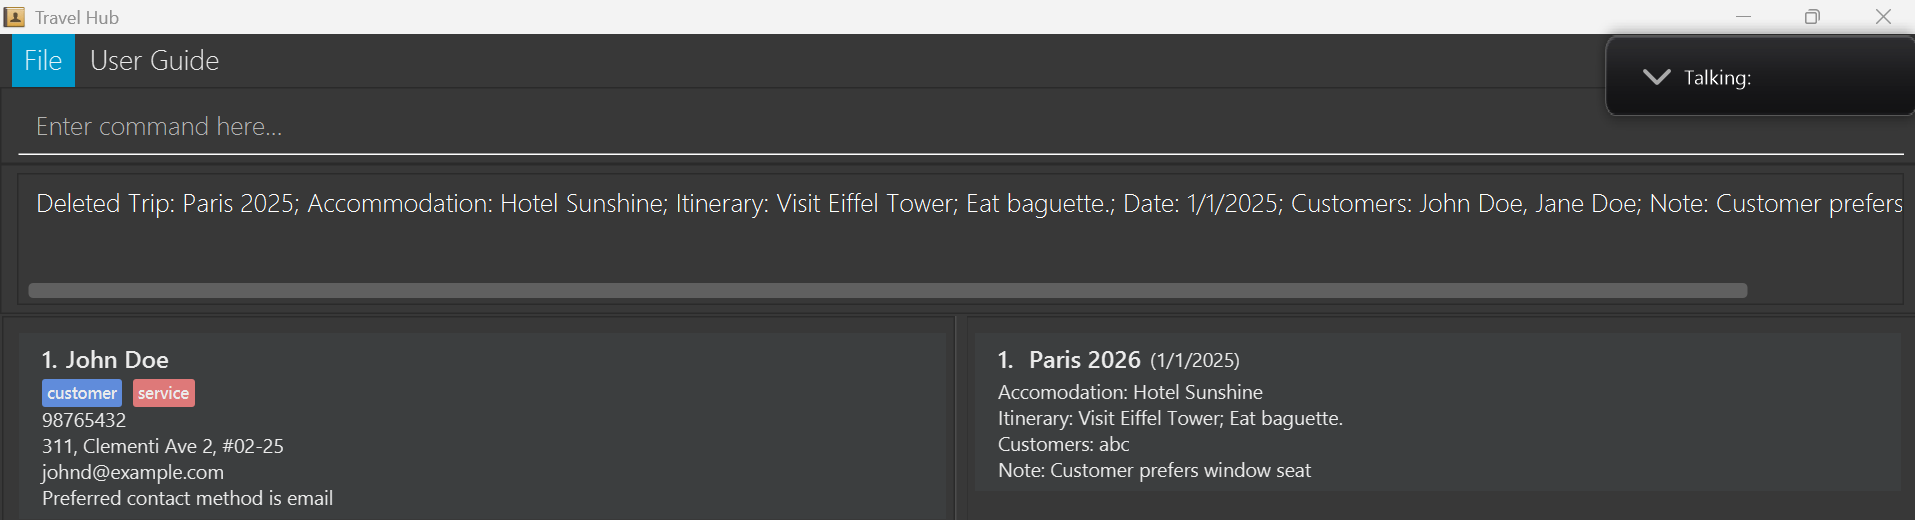 Travel Hub
File User Guide
Talking:
Enter command here...
Deleted Trip: Paris 2025; Accommodation: Hotel Sunshine; Itinerary: Visit Eiffel Tower; Eat baguette.; Date: 1/1/2025; Customers: John Doe, Jane Doe; Note: Customer prefers
1. John Doe
customer service
98765432
311, Clementi Ave 2, #02-25
johnd@example.com
Preferred contact method is email
1. Paris 2026 (1/1/2025)
Accomodation: Hotel Sunshine
Itinerary: Visit Eiffel Tower; Eat baguette.
Customers: abc
Note: Customer prefers window seat